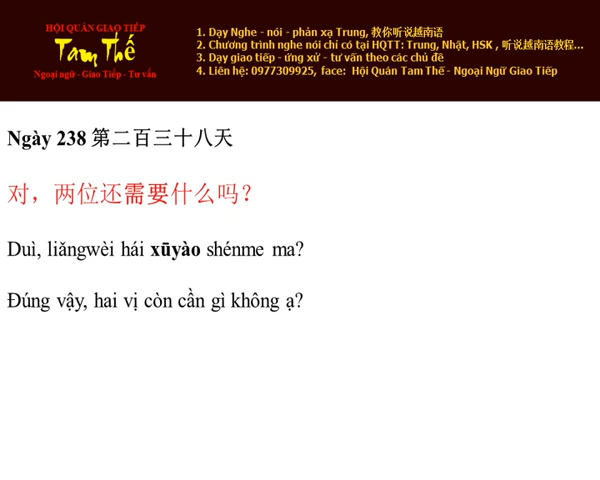 HỘI QUÁN GIAO TIẾP
Tam Thế
Ngoại ngữ - Giao Tiếp - Tư vấn
1. Dạy Nghe - nói - phản xạ Trung, 教你听说越南语
2. Chương trình nghe nói chỉ có tại HQTT: Trung, Nhật, HSK , 听说越南语教程...
3. Dạy giao tiếp - ứng xử - tư vấn theo các chủ đề
4. Liên hệ: 0977309925, face: Hội Quán Tam Thế - Ngoại Ngữ Giao Tiếp
Ngày 238 第二百三十八天
对，两位还需要什么吗？
Duì, liǎngwèi hái xūyào shénme ma?
Đúng vậy, hai vị còn cần gì không ạ?